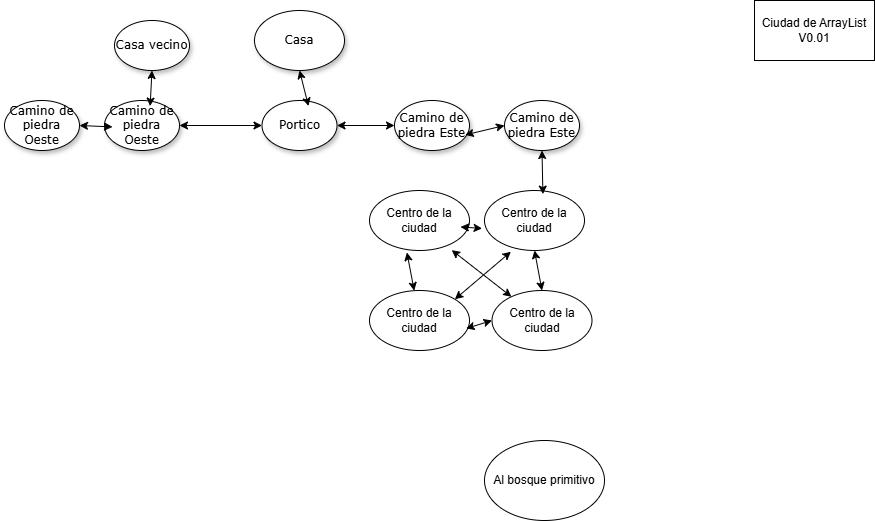 Ciudad de ArrayList
V0.01
Casa vecino
Casa
Camino de
piedra
Oeste
Camino de
piedra
Oeste
Portico
Camino de
piedra Este
Camino de
piedra Este
Centro de la
ciudad
Centro de la
ciudad
Centro de la
ciudad
Centro de la
ciudad
Al bosque primitivo